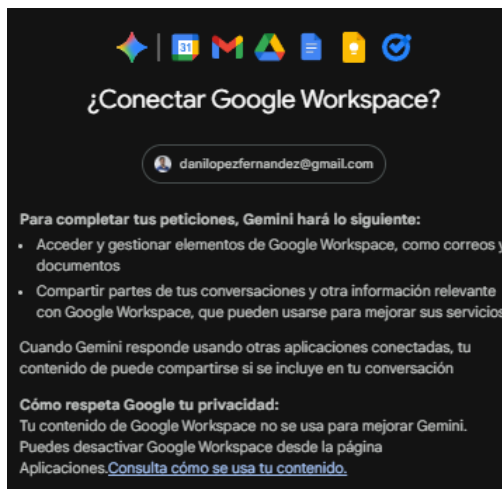 31
¿Conectar Google Workspace?
danilopezfernandez@gmail.com
Para completar tus peticiones, Gemini hará lo siguiente:
• Acceder y gestionar elementos de Google Workspace, como correos y
documentos
• Compartir partes de tus conversaciones y otra información relevante
con Google Workspace, que pueden usarse para mejorar sus servicios
Cuando Gemini responde usando otras aplicaciones conectadas, tu
contenido de puede compartirse si se incluye en tu conversación
Cómo respeta Google tu privacidad:
Tu contenido de Google Workspace no se usa para mejorar Gemini.
Puedes desactivar Google Workspace desde la página
Aplicaciones.Consulta cómo se usa tu contenido.